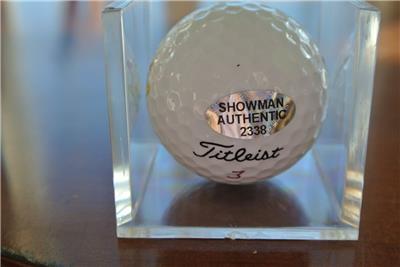 SHOWMAN
AUTHENTIC
2338
Titleist
3